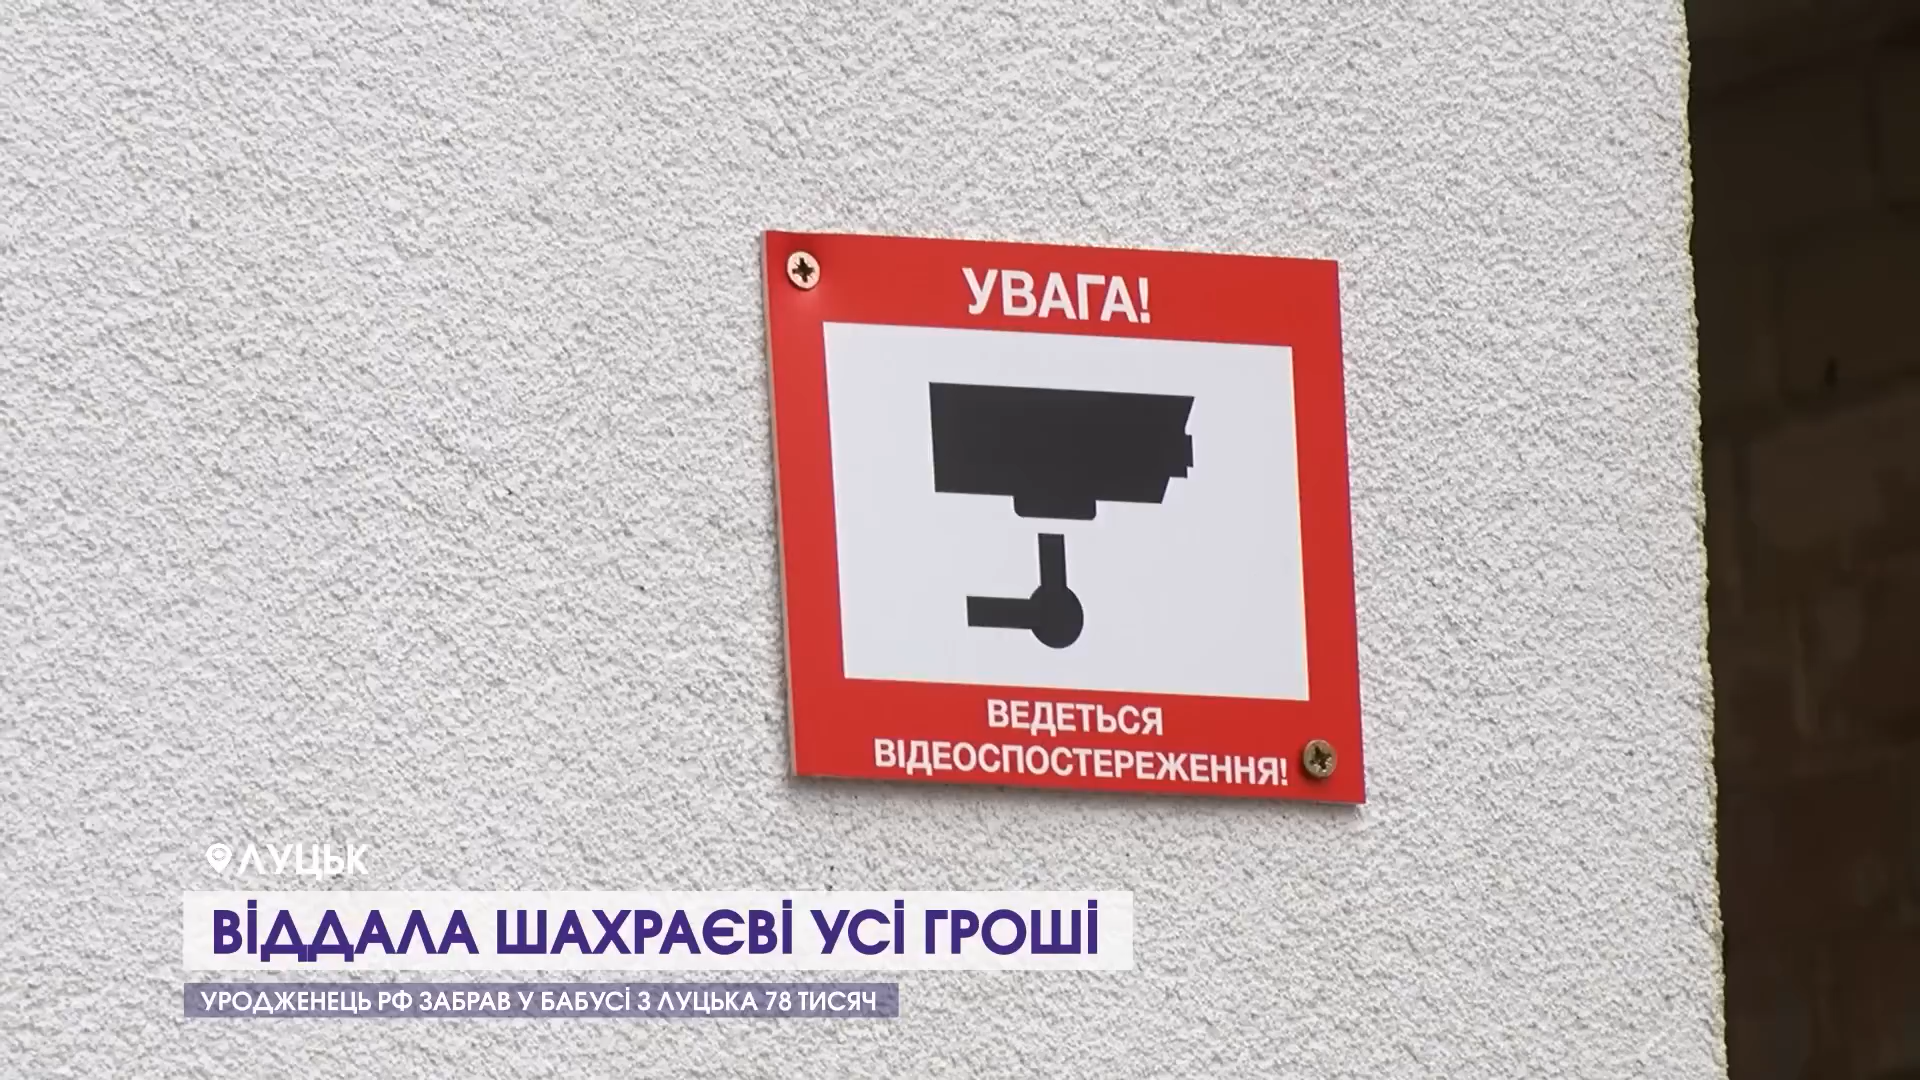 УВАГА!
ВЕДЕТЬСЯ
ВІДЕОСПОСТЕРЕЖЕННЯ!
ЛУЦЬК
ВІДДАЛА ШАХРАЄВІ УСІ ГРОШІ
УРОДЖЕНЕЦЬ РФ ЗАБРАВ У БАБУСІ З ЛУЦЬКА 78 ТИСЯЧ